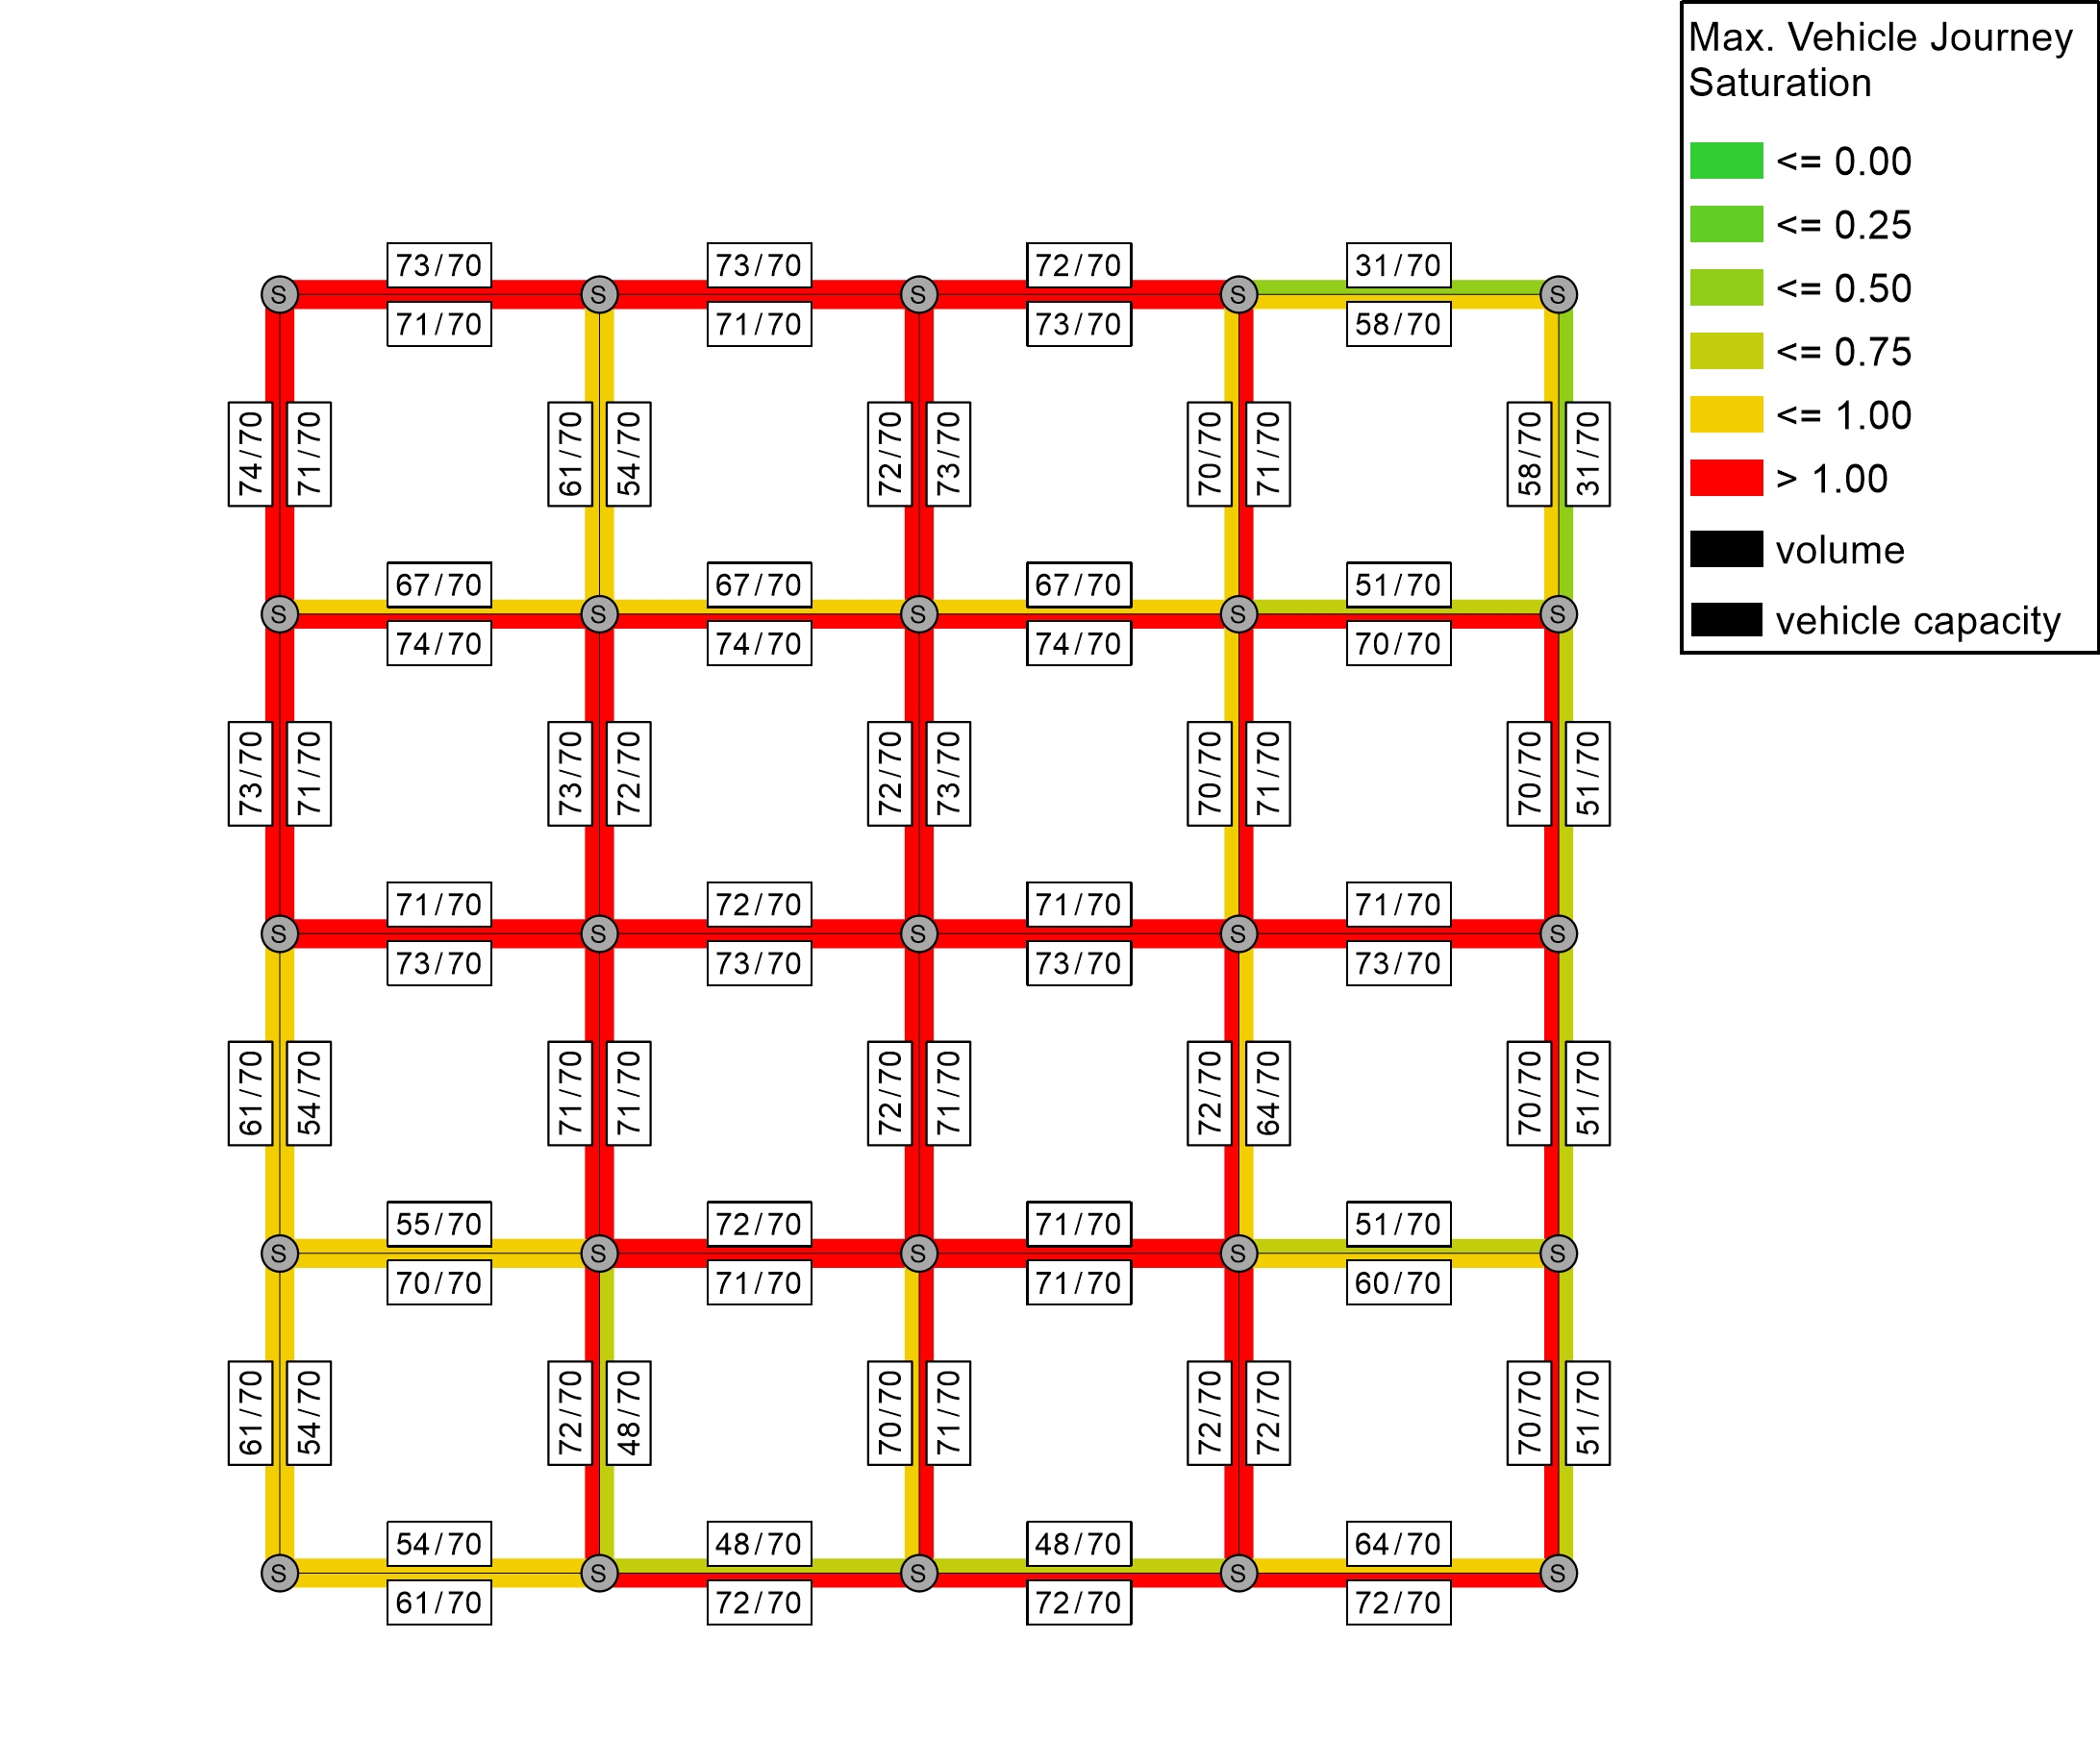 Max. Vehicle Journey
Saturation
<= 0.00
<= 0.25
<= 0.50
<= 0.75
<= 1.00
> 1.00
volume
vehicle capacity
73/70 73/70 72/70 31/70
S S S S S
71/70 71/70 73/70 58/70
74/70 71/70 61/70 54/70 72/70 73/70 70/70 71/70 58/70 31/70
67/70 67/70 67/70 51/70
S S S S S
74/70 74/70 74/70 70/70
73/70 71/70 73/70 72/70 72/70 73/70 70/70 71/70 70/70 51/70
71/70 72/70 71/70 71/70
S S S S S
73/70 73/70 73/70 73/70
61/70 54/70 71/70 71/70 72/70 71/70 72/70 64/70 70/70 51/70
55/70 72/70 71/70 51/70
S S S S S
70/70 71/70 71/70 60/70
61/70 54/70 72/70 48/70 70/70 71/70 72/70 72/70 70/70 51/70
54/70 48/70 48/70 64/70
S S S S S
61/70 72/70 72/70 72/70